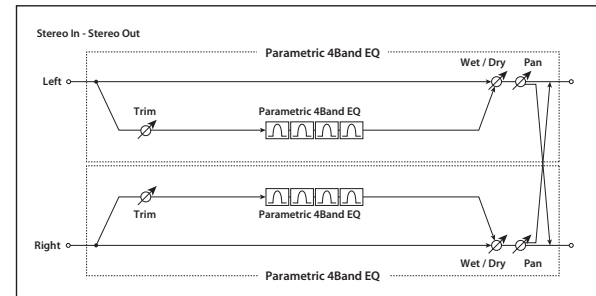 Stereo In - Stereo Out
Parametric 4Band EQ
Wet / Dry
Pan
Left
Trim
Parametric 4Band EQ
Trim
Parametric 4Band EQ
Right
Wet / Dry
Pan
Parametric 4Band EQ